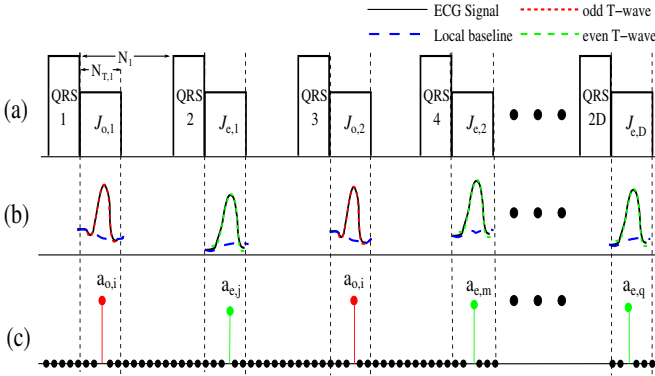 ECG Signal
odd T-wave
Local baseline
even T-wave
(a)
N1
NT,1
QRS 1
Jo,1
QRS 2
Je,1
QRS 3
Jo,2
QRS 4
Je,2
QRS 2D
Je,D
(b)
(c)
ao,i
ae,j
ao,i
ae,m
ae,q